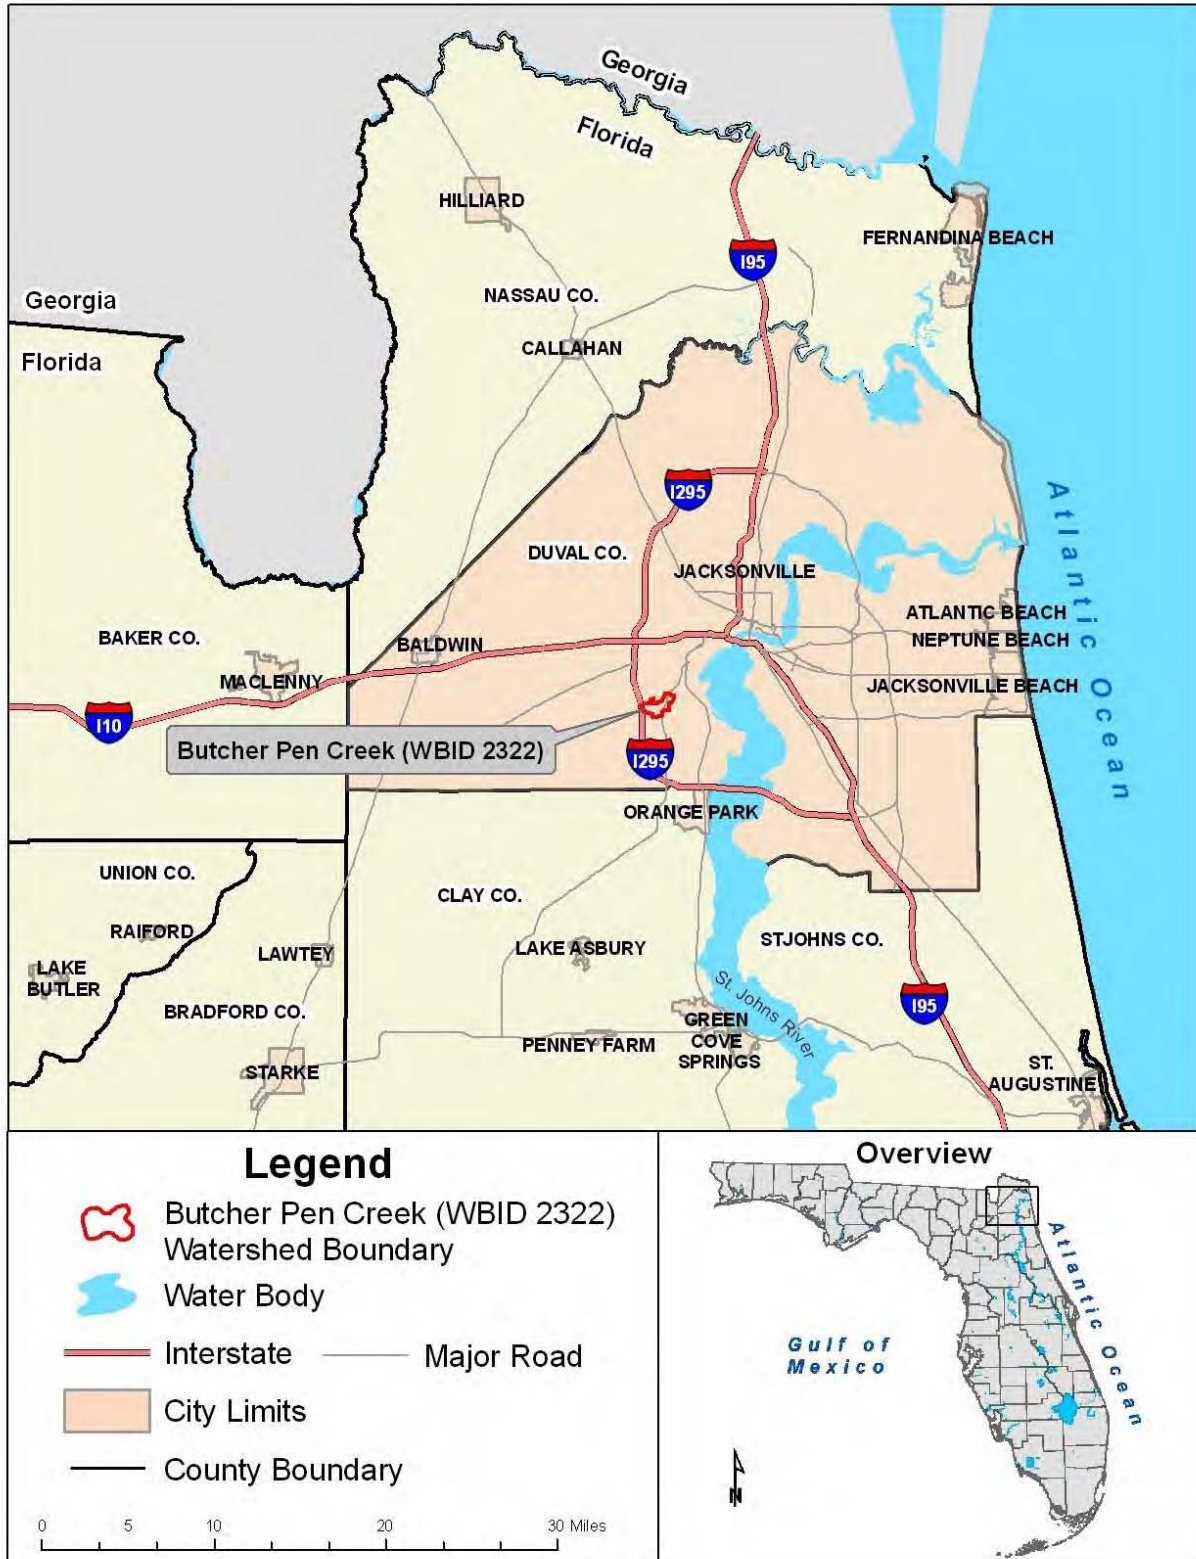 Georgia
Florida
HILLIARD
FERNANDINA BEACH
I95
NASSAU CO.
Georgia
CALLAHAN
Florida
I295
Atlantic Ocean
DUVAL CO.
JACKSONVILLE
ATLANTIC BEACH
BAKER CO.
BALDWIN
NEPTUNE BEACH
MACLENNY
JACKSONVILLE BEACH
I10
Butcher Pen Creek (WBID 2322)
I295
ORANGE PARK
UNION CO.
CLAY CO.
RAIFORD
STJOHNS CO.
LAWTEY
LAKE ASBURY
LAKE
BUTLER
St. Johns River
I95
BRADFORD CO.
GREEN
COVE
SPRINGS
PENNEY FARM
STARKE
ST.
AUGUSTINE
Legend
Butcher Pen Creek (WBID 2322)
Watershed Boundary
Water Body
Interstate
Major Road
City Limits
County Boundary
0 5 10 20 30 Miles
Overview
Atlantic Ocean
Gulf of
Mexico
N